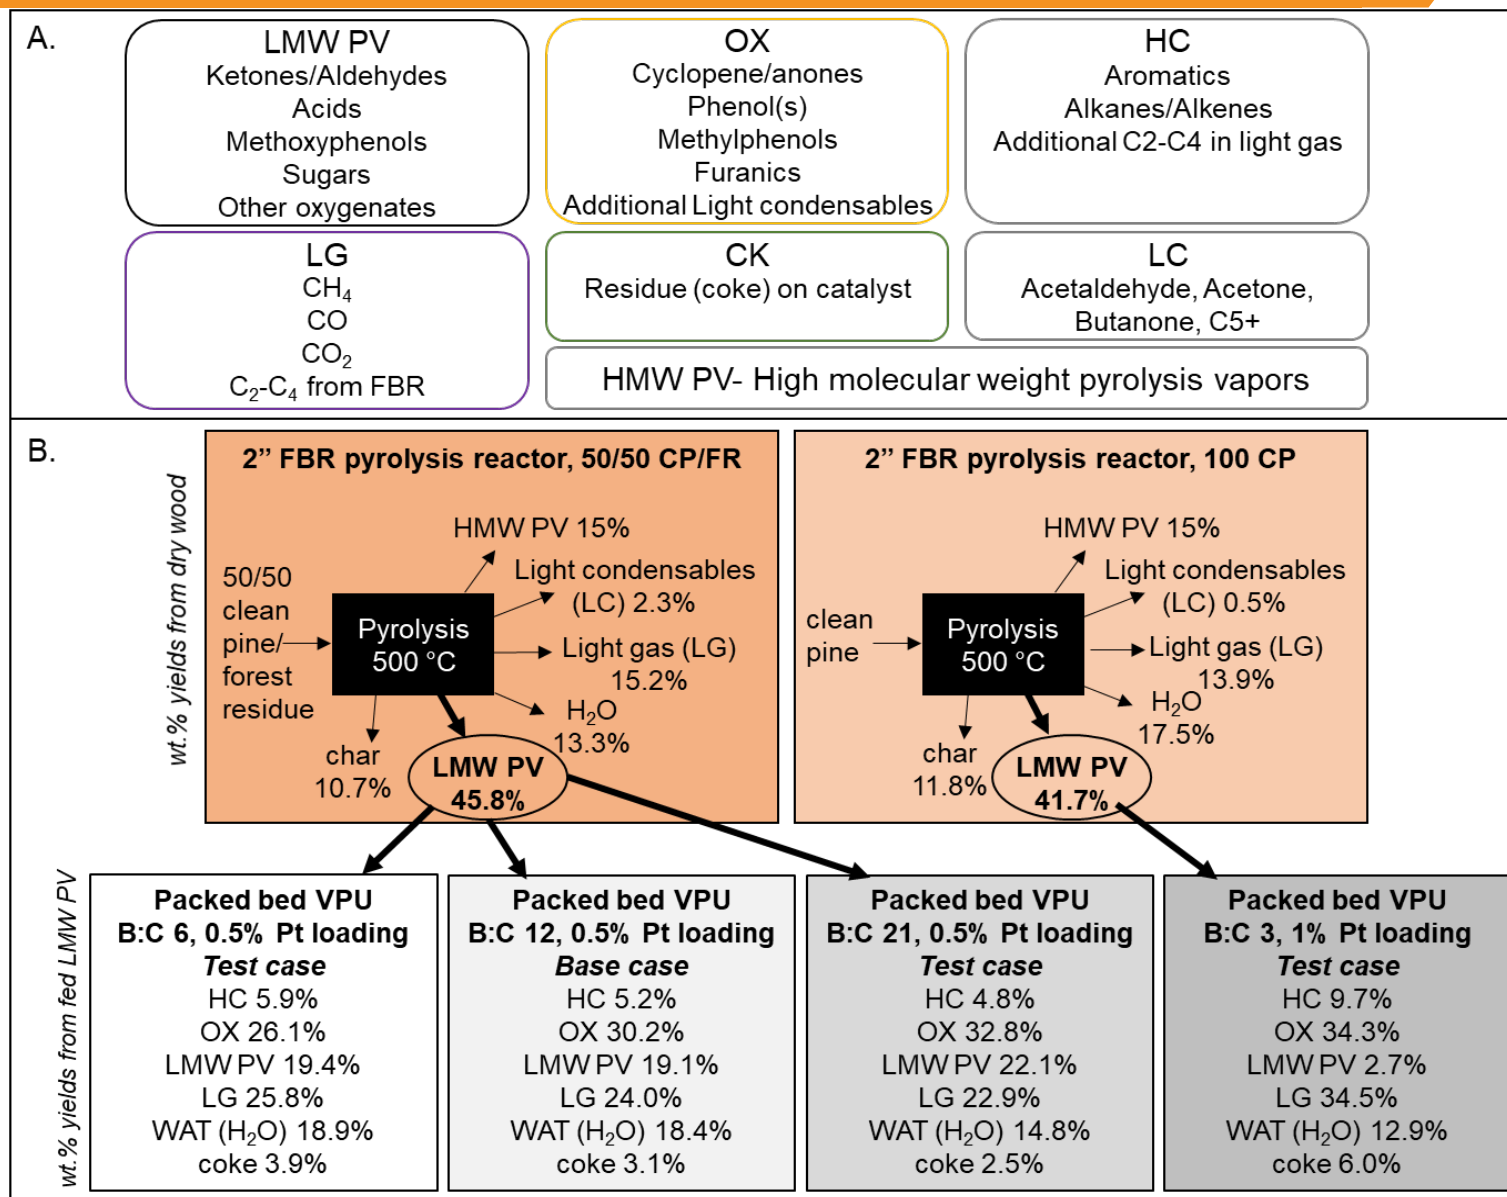 A.
LMW PV
Ketones/Aldehydes
Acids
Methoxyphenols
Sugars
Other oxygenates
OX
Cyclopene/anones
Phenol(s)
Methylphenols
Furanics
Additional Light condensables
HC
Aromatics
Alkanes/Alkenes
Additional C2-C4 in light gas
LG
CH₄
CO
CO₂
C₂-C₄ from FBR
CK
Residue (coke) on catalyst
LC
Acetaldehyde, Acetone,
Butanone, C5+
HMW PV- High molecular weight pyrolysis vapors
B.
wt.% yields from dry wood
2” FBR pyrolysis reactor, 50/50 CP/FR
50/50
clean
pine/
forest
residue
Pyrolysis
500 °C
HMW PV 15%
Light condensables
(LC) 2.3%
Light gas (LG)
15.2%
H₂O
13.3%
char
10.7%
LMW PV
45.8%
2” FBR pyrolysis reactor, 100 CP
clean
pine
Pyrolysis
500 °C
HMW PV 15%
Light condensables
(LC) 0.5%
Light gas (LG)
13.9%
H₂O
17.5%
char
11.8%
LMW PV
41.7%
wt.% yields from fed LMW PV
Packed bed VPU
B:C 6, 0.5% Pt loading
Test case
HC 5.9%
OX 26.1%
LMW PV 19.4%
LG 25.8%
WAT (H₂O) 18.9%
coke 3.9%
Packed bed VPU
B:C 12, 0.5% Pt loading
Base case
HC 5.2%
OX 30.2%
LMW PV 19.1%
LG 24.0%
WAT (H₂O) 18.4%
coke 3.1%
Packed bed VPU
B:C 21, 0.5% Pt loading
Test case
HC 4.8%
OX 32.8%
LMW PV 22.1%
LG 22.9%
WAT (H₂O) 14.8%
coke 2.5%
Packed bed VPU
B:C 3, 1% Pt loading
Test case
HC 9.7%
OX 34.3%
LMW PV 2.7%
LG 34.5%
WAT (H₂O) 12.9%
coke 6.0%